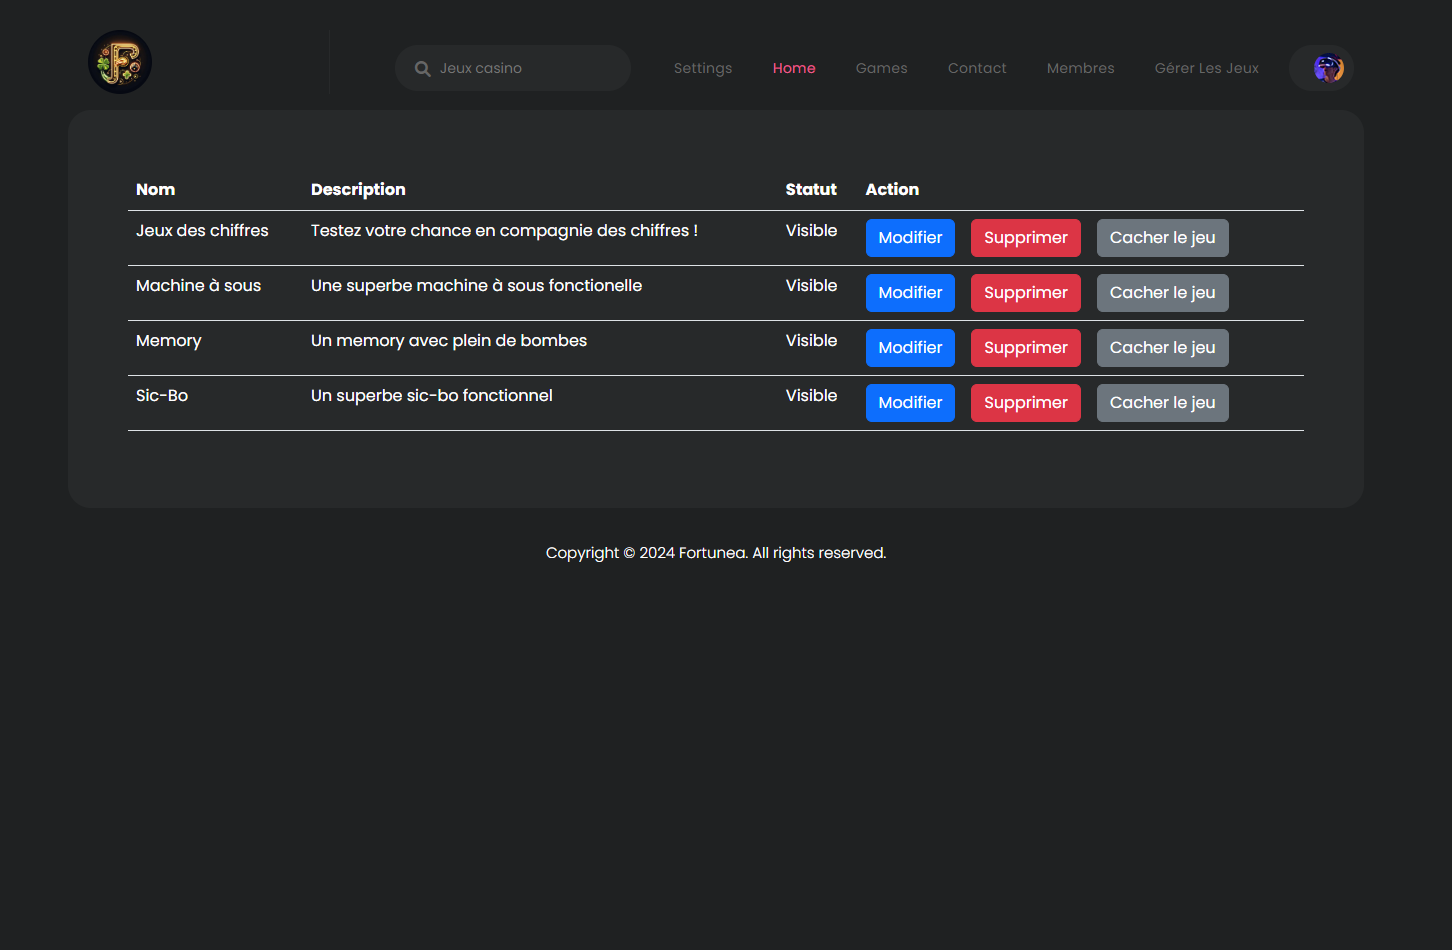 Jeux casino Settings Home Games Contact Membres Gérer Les Jeux
Nom Description Statut Action
Jeux des chiffres Testez votre chance en compagnie des chiffres ! Visible Modifier Supprimer Cacher le jeu
Machine à sous Une superbe machine à sous fonctionelle Visible Modifier Supprimer Cacher le jeu
Memory Un memory avec plein de bombes Visible Modifier Supprimer Cacher le jeu
Sic-Bo Un superbe sic-bo fonctionnel Visible Modifier Supprimer Cacher le jeu
Copyright © 2024 Fortunea. All rights reserved.